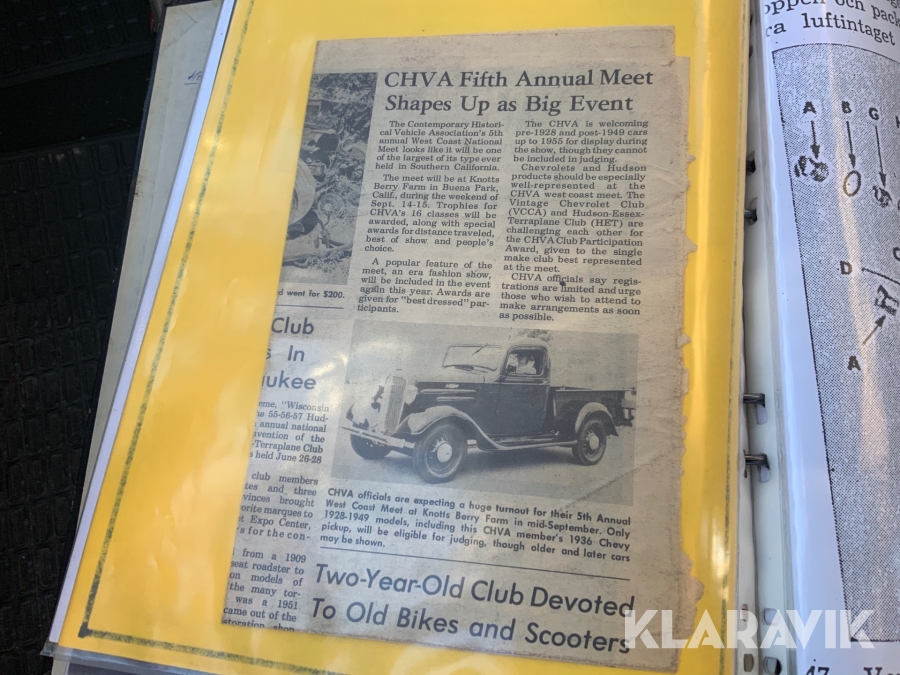 CHVA Fifth Annual Meet
Shapes Up as Big Event
The Contemporary Histori-
cal Vehicle Association's 5th
annual West Coast National
Meet looks like it will be one
of the largest of its type ever
held in Southern California.
The meet will be at Knotts
Berry Farm in Buena Park,
Calif., during the weekend of
Sept. 14-15. Trophies for
CHVA's 16 classes will be
awarded, along with special
awards for distance traveled,
best of show and people's
choice.
A popular feature of the
meet, an era fashion show,
will be included in the event
again this year. Awards are
given for "best dressed" par-
ticipants.
The CHVA is welcoming
pre-1928 and post-1949 cars
up to 1955 for display during
the show, though they cannot
be included in judging.
Chevrolets and Hudson
products should be especially
well-represented at the
CHVA west coast meet. The
Vintage Chevrolet Club
(VCCA) and Hudson-Essex-
Terraplane Club (HET) are
challenging each other for
the CHVA Club Participation
Award, given to the single
make club best represented
at the meet.
CHVA officials say regis-
trations are limited and urge
those who wish to attend to
make arrangements as soon
as possible.
went for $200.
Club
In
ukee
eme, "Wisconsin
55-56-57 Hud-
annual national
vention of the
-Terraplane Club
held June 26-28
club members
tes and three
vinces brought
orite marques to
Expo Center,
for the con-
from a 1909
seat roadster to
on models of
the many tor-
was a 1951
came out of the
storation shop
CHVA officials are expecting a huge turnout for their 5th Annual
West Coast Meet at Knotts Berry Farm in mid-September. Only
1928-1949 models, including this CHVA member's 1936 Chevy
pickup, will be eligible for judging, though older and later cars
may be shown.
Two-Year-Old Club Devoted
To Old Bikes and Scooters
och pack
luftintaget
A
B
G
D
A
47
KLARAVIK